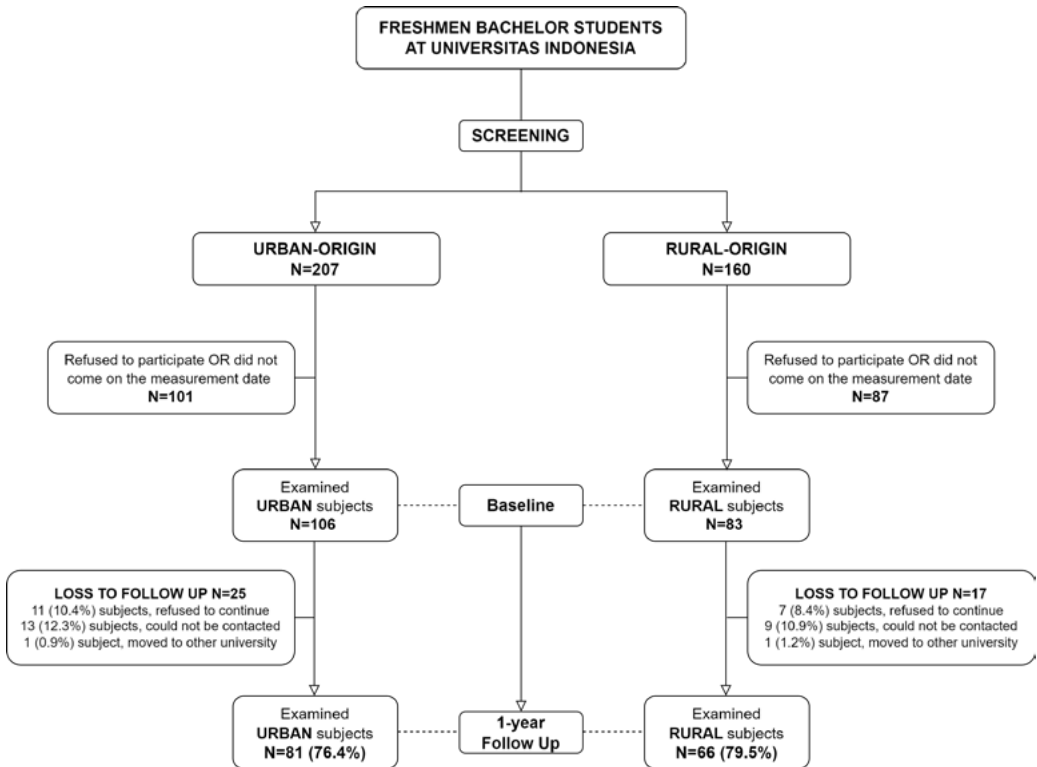 FRESHMEN BACHELOR STUDENTS
AT UNIVERSITAS INDONESIA
SCREENING
URBAN-ORIGIN
N=207
RURAL-ORIGIN
N=160
Refused to participate OR did not
come on the measurement date
N=101
Refused to participate OR did not
come on the measurement date
N=87
Examined
URBAN subjects
N=106
Baseline
Examined
RURAL subjects
N=83
LOSS TO FOLLOW UP N=25
11 (10.4%) subjects, refused to continue
13 (12.3%) subjects, could not be contacted
1 (0.9%) subject, moved to other university
LOSS TO FOLLOW UP N=17
7 (8.4%) subjects, refused to continue
9 (10.9%) subjects, could not be contacted
1 (1.2%) subject, moved to other university
Examined
URBAN subjects
N=81 (76.4%)
1-year
Follow Up
Examined
RURAL subjects
N=66 (79.5%)